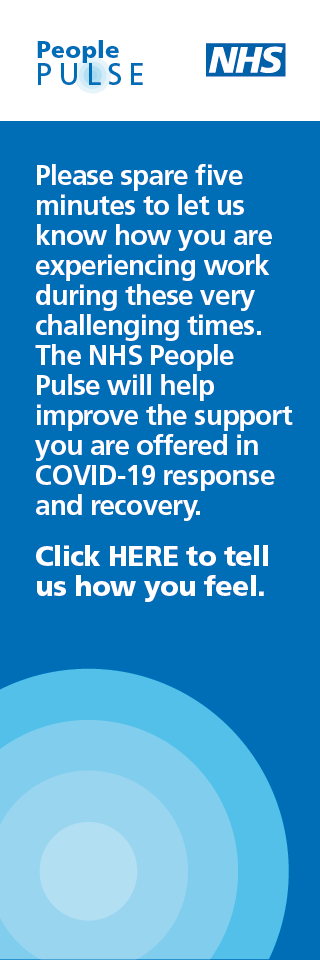 People
PULSE
NHS
Please spare five
minutes to let us
know how you are
experiencing work
during these very
challenging times.
The NHS People
Pulse will help
improve the support
you are offered in
COVID-19 response
and recovery.
Click HERE to tell
us how you feel.